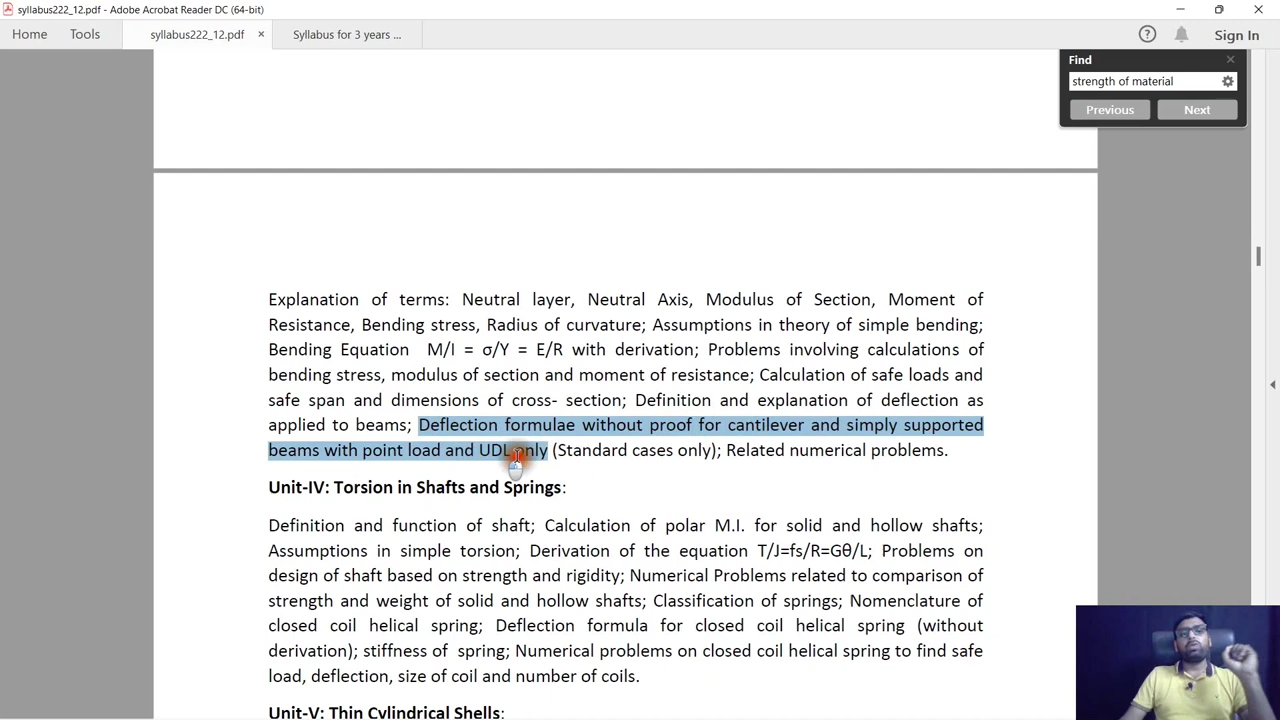 syllabus222_12.pdf - Adobe Acrobat Reader DC (64-bit)
Home Tools syllabus222_12.pdf × Syllabus for 3 years ... ? Sign In
Find
strength of material
Previous Next
Explanation of terms: Neutral layer, Neutral Axis, Modulus of Section, Moment of
Resistance, Bending stress, Radius of curvature; Assumptions in theory of simple bending;
Bending Equation M/I = σ/Y = E/R with derivation; Problems involving calculations of
bending stress, modulus of section and moment of resistance; Calculation of safe loads and
safe span and dimensions of cross- section; Definition and explanation of deflection as
applied to beams; Deflection formulae without proof for cantilever and simply supported
beams with point load and UDL only (Standard cases only); Related numerical problems.
Unit-IV: Torsion in Shafts and Springs:
Definition and function of shaft; Calculation of polar M.I. for solid and hollow shafts;
Assumptions in simple torsion; Derivation of the equation T/J=fs/R=Gθ/L; Problems on
design of shaft based on strength and rigidity; Numerical Problems related to comparison of
strength and weight of solid and hollow shafts; Classification of springs; Nomenclature of
closed coil helical spring; Deflection formula for closed coil helical spring (without
derivation); stiffness of spring; Numerical problems on closed coil helical spring to find safe
load, deflection, size of coil and number of coils.
Unit-V: Thin Cylindrical Shells: